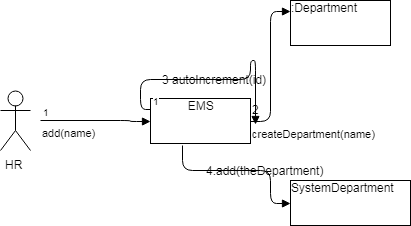 :Department
3 autoIncrement(id)
1
EMS
1
2
add(name)
createDepartment(name)
HR
4.add(theDepartment)
SystemDepartment